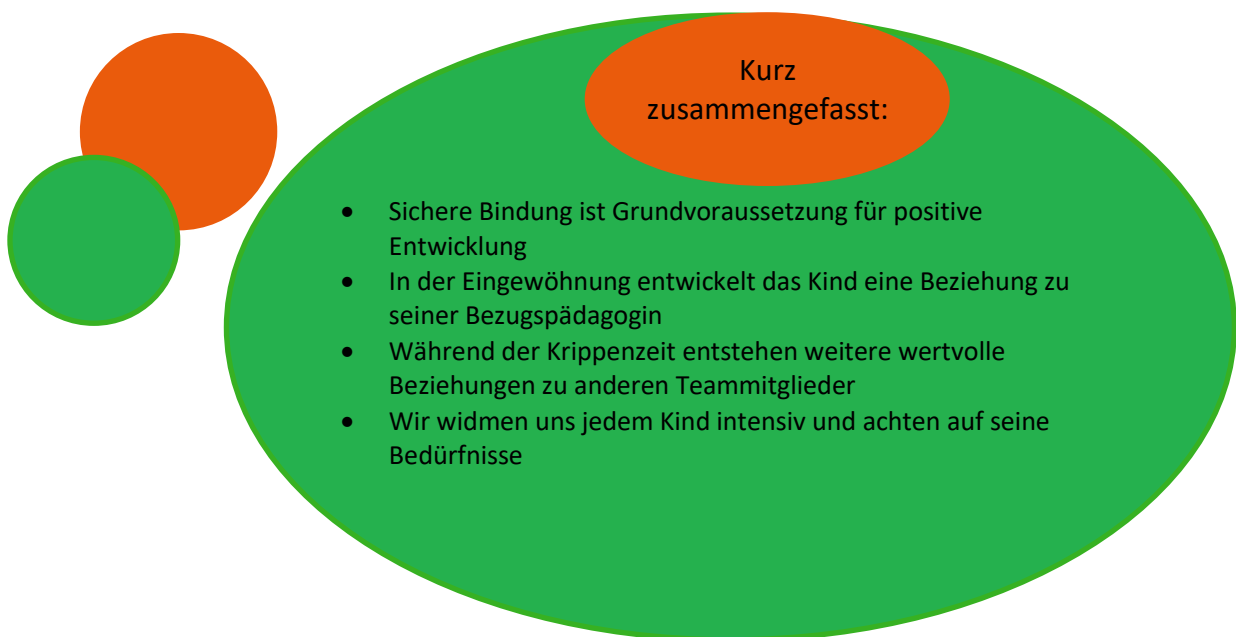 Kurz
zusammengefasst:
• Sichere Bindung ist Grundvoraussetzung für positive
Entwicklung
• In der Eingewöhnung entwickelt das Kind eine Beziehung zu
seiner Bezugspädagogin
• Während der Krippenzeit entstehen weitere wertvolle
Beziehungen zu anderen Teammitglieder
• Wir widmen uns jedem Kind intensiv und achten auf seine
Bedürfnisse